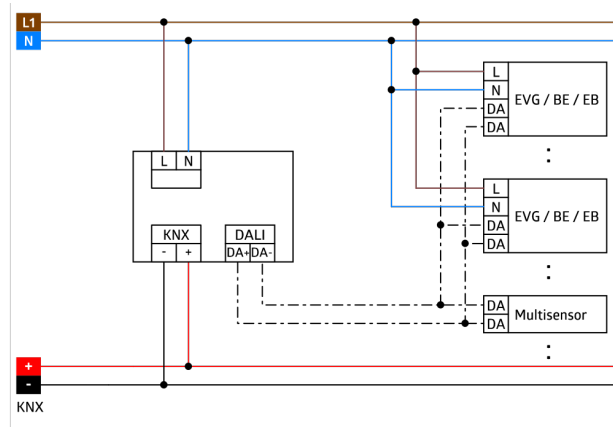 L1
N
L
N
EVG / BE / EB
DA
DA
:
L N
L
N
EVG / BE / EB
DA
DA
KNX DALI
- + DA+ DA-
:
DA
Multisensor
DA
:
+
-
KNX